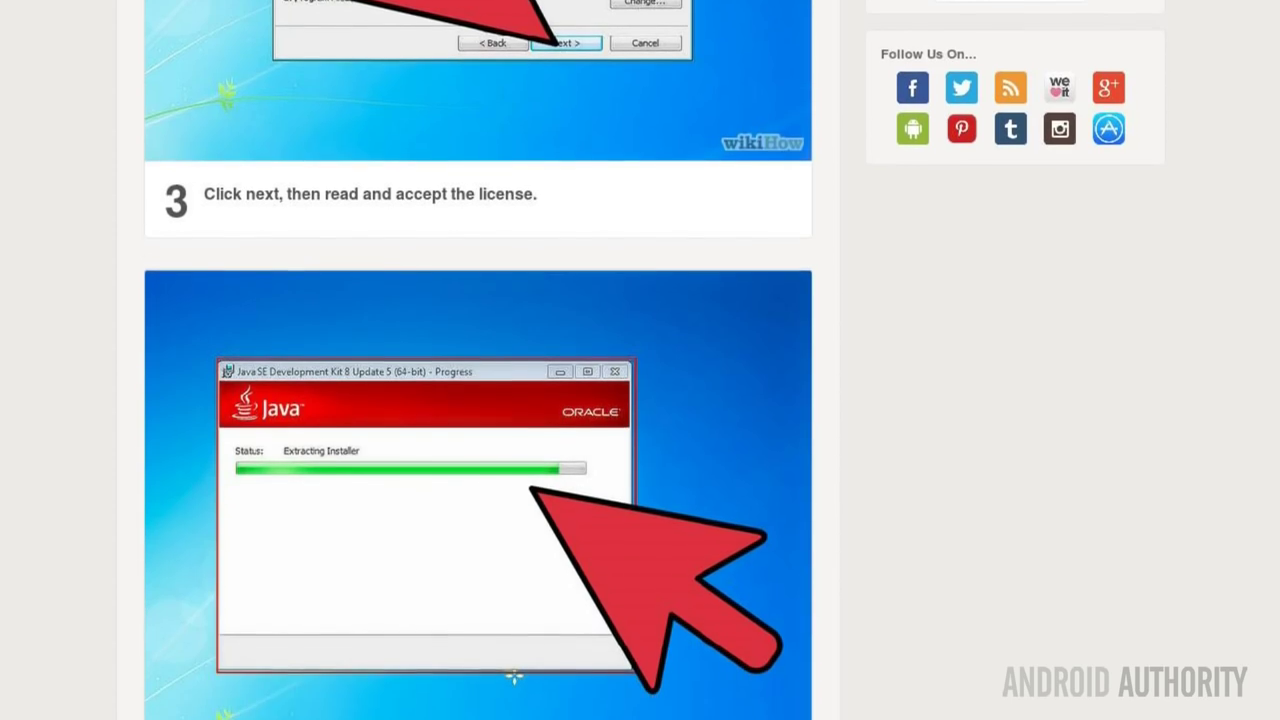 Change...
< Back
ext >
Cancel
wikiHow
3 Click next, then read and accept the license.
Java SE Development Kit 8 Update 5 (64-bit) - Progress
Java
ORACLE
Status: Extracting Installer
Follow Us On...
f
we
it
g+
t
ANDROID AUTHORITY